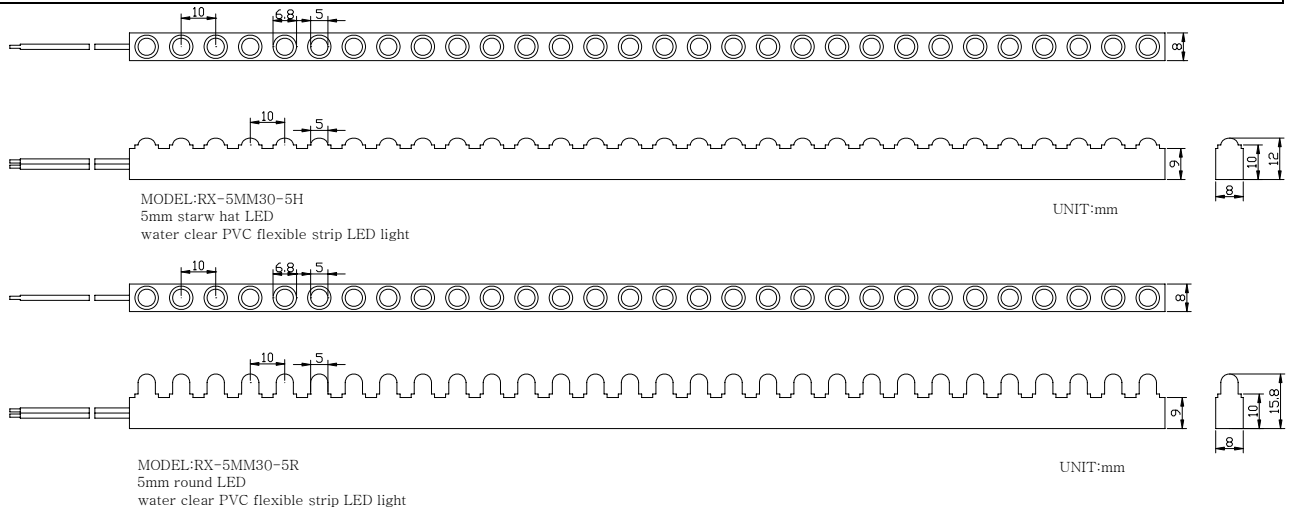 10 6.8 5
8
10 5
9 10 12
8
MODEL:RX-5MM30-5H
5mm starw hat LED
water clear PVC flexible strip LED light
UNIT:mm
10 6.8 5
8
10 5
9 10 15.8
8
MODEL:RX-5MM30-5R
5mm round LED
water clear PVC flexible strip LED light
UNIT:mm